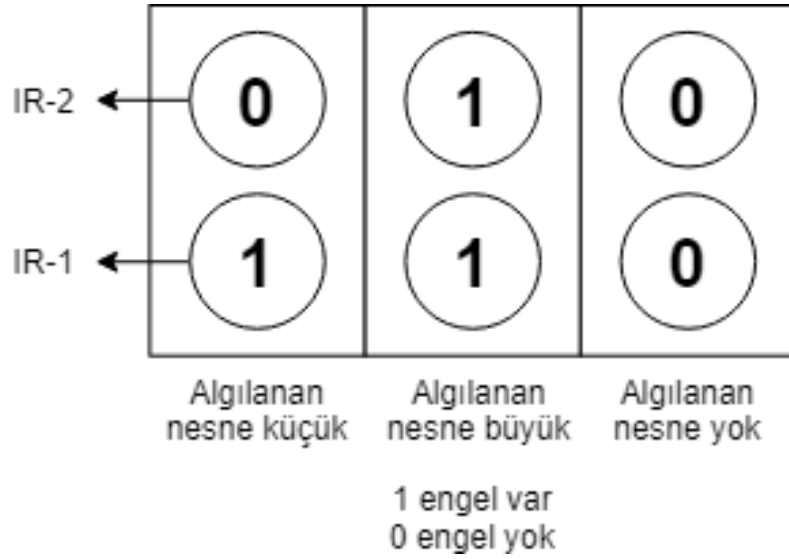 IR-2
0
1
0
IR-1
1
1
0
Algılanan
nesne küçük
Algılanan
nesne büyük
Algılanan
nesne yok
1 engel var
0 engel yok